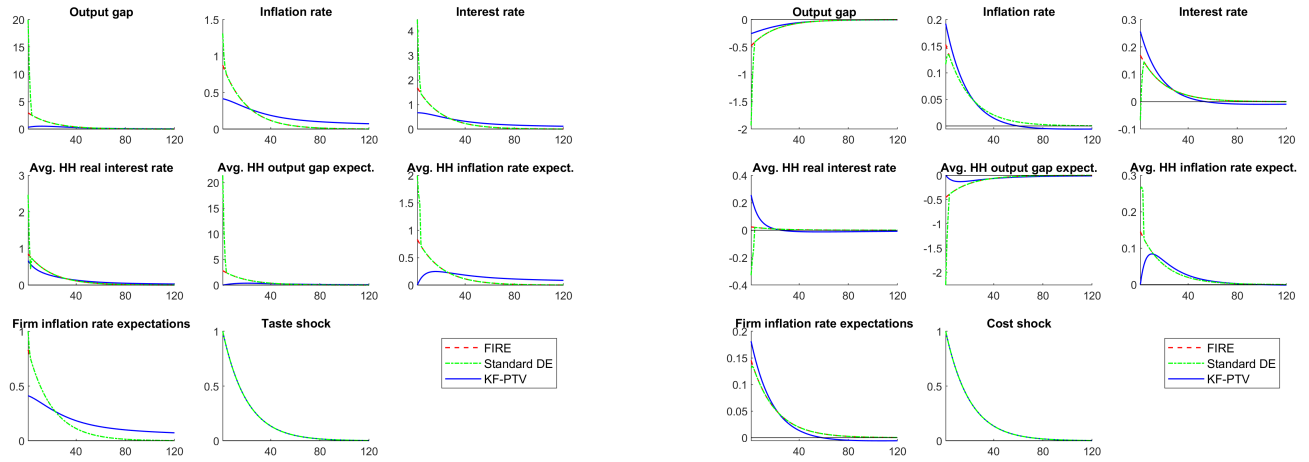 Output gap
20
15
10
5
0
40 80 120
Inflation rate
1.5
1
0.5
0
40 80 120
Interest rate
4
3
2
1
0
40 80 120
Avg. HH real interest rate
3
2
1
0
40 80 120
Avg. HH output gap expect.
20
15
10
5
0
40 80 120
Avg. HH inflation rate expect.
2
1.5
1
0.5
0
40 80 120
Firm inflation rate expectations
1
0.5
0
40 80 120
Taste shock
1
0.5
0
40 80 120
FIRE
Standard DE
KF-PTV
Output gap
0
-0.5
-1
-1.5
-2
40 80 120
Inflation rate
0.2
0.15
0.1
0.05
0
40 80 120
Interest rate
0.3
0.2
0.1
0
-0.1
40 80 120
Avg. HH real interest rate
0.4
0.2
0
-0.2
-0.4
40 80 120
Avg. HH output gap expect.
0
-0.5
-1
-1.5
-2
40 80 120
Avg. HH inflation rate expect.
0.3
0.2
0.1
0
40 80 120
Firm inflation rate expectations
0.2
0.15
0.1
0.05
0
40 80 120
Cost shock
1
0.5
0
40 80 120
FIRE
Standard DE
KF-PTV